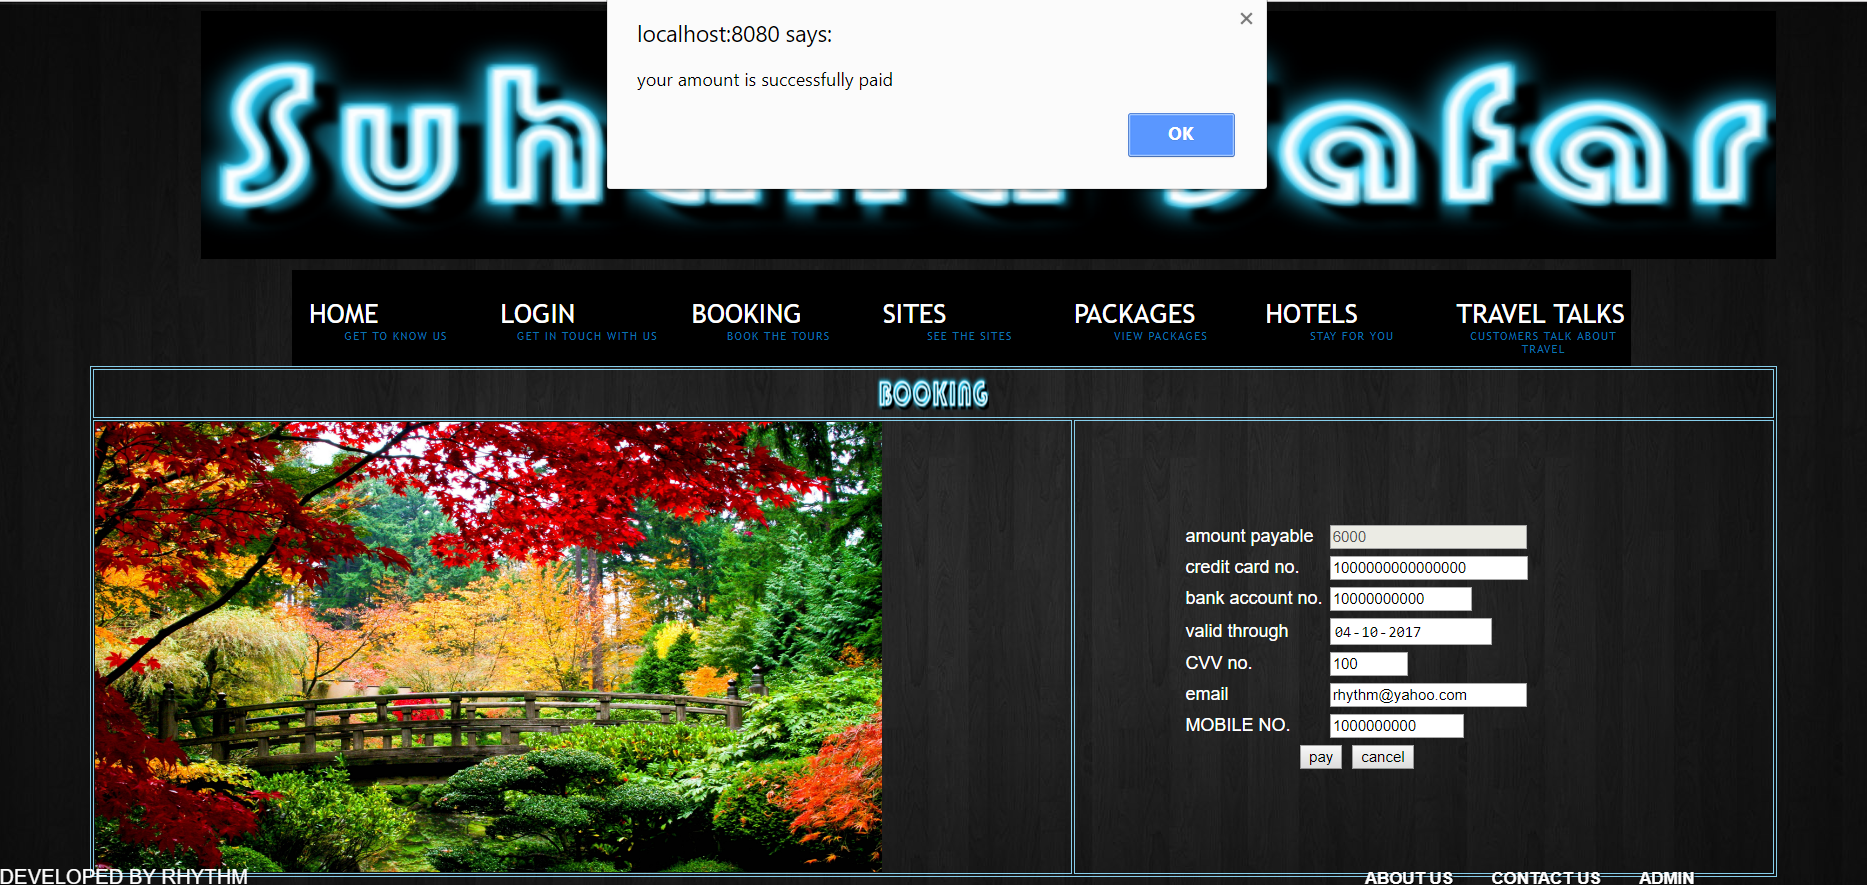 localhost:8080 says:
your amount is successfully paid
OK
Suh afar
HOME LOGIN BOOKING SITES PACKAGES HOTELS TRAVEL TALKS
GET TO KNOW US GET IN TOUCH WITH US BOOK THE TOURS SEE THE SITES VIEW PACKAGES STAY FOR YOU CUSTOMERS TALK ABOUT
TRAVEL
BOOKING
amount payable 6000
credit card no. 1000000000000000
bank account no. 10000000000
valid through 04-10-2017
CVV no. 100
email rhythm@yahoo.com
MOBILE NO. 1000000000
pay cancel
DEVELOPED BY RHYTHM ABOUT US CONTACT US ADMIN